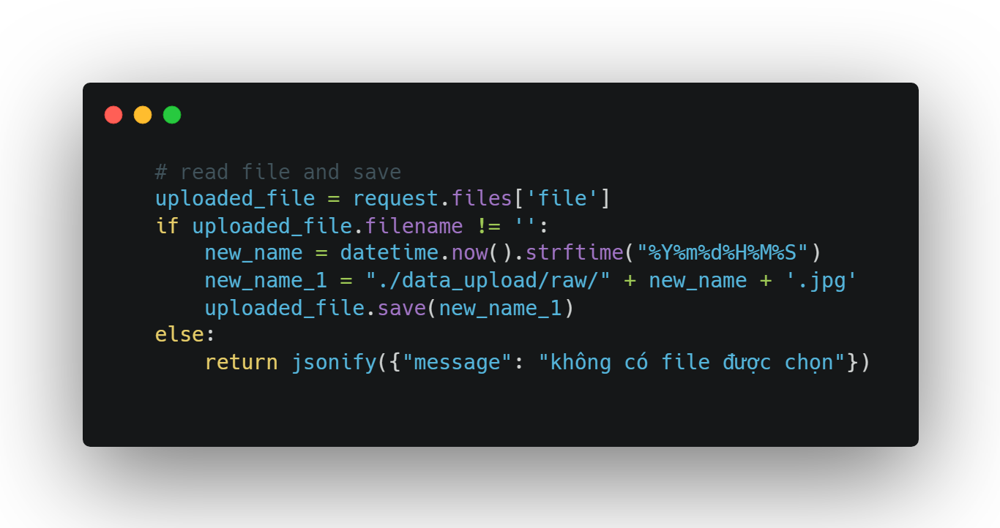 # read file and save
uploaded_file = request.files['file']
if uploaded_file.filename != '':
    new_name = datetime.now().strftime("%Y%m%d%H%M%S")
    new_name_1 = "./data_upload/raw/" + new_name + '.jpg'
    uploaded_file.save(new_name_1)
else:
    return jsonify({"message": "không có file được chọn"})